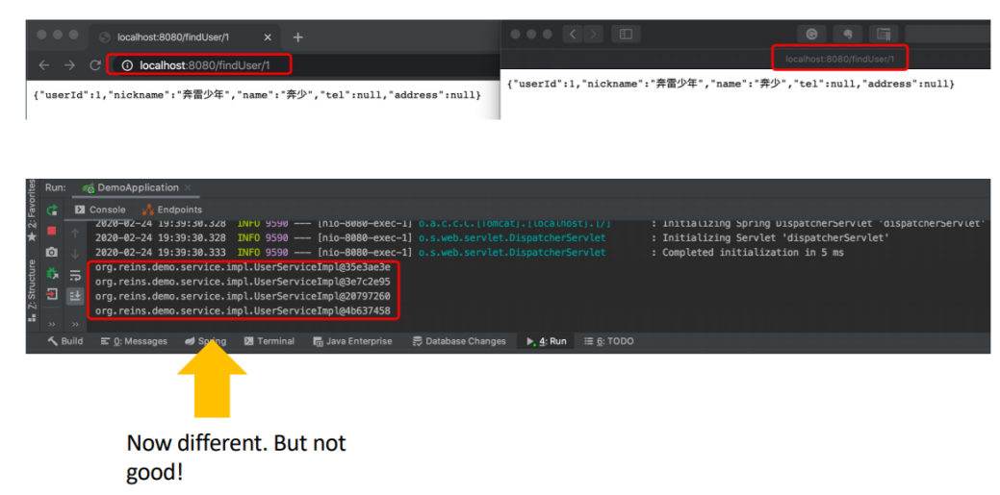 localhost:8080/findUser/1
localhost:8080/findUser/1
{"userId":1,"nickname":"奔雷少年","name":"奔少","tel":null,"address":null}
localhost:8080/findUser/1
{"userId":1,"nickname":"奔雷少年","name":"奔少","tel":null,"address":null}
Run: DemoApplication
Console Endpoints
2020-02-24 19:39:30.328 INFO 9590 --- [nio-8080-exec-1] o.a.c.c.C.[Tomcat].[localhost].[/] : Initializing Spring DispatcherServlet 'dispatcherServlet'
2020-02-24 19:39:30.328 INFO 9590 --- [nio-8080-exec-1] o.s.web.servlet.DispatcherServlet : Initializing Servlet 'dispatcherServlet'
2020-02-24 19:39:30.333 INFO 9590 --- [nio-8080-exec-1] o.s.web.servlet.DispatcherServlet : Completed initialization in 5 ms
org.reins.demo.service.impl.UserServiceImpl@35e3ae3e
org.reins.demo.service.impl.UserServiceImpl@3e7c2e95
org.reins.demo.service.impl.UserServiceImpl@20797260
org.reins.demo.service.impl.UserServiceImpl@4b637458
2: Favorites
Z: Structure
Build 0: Messages Spring Terminal Java Enterprise Database Changes 4: Run 6: TODO
Now different. But not
good!